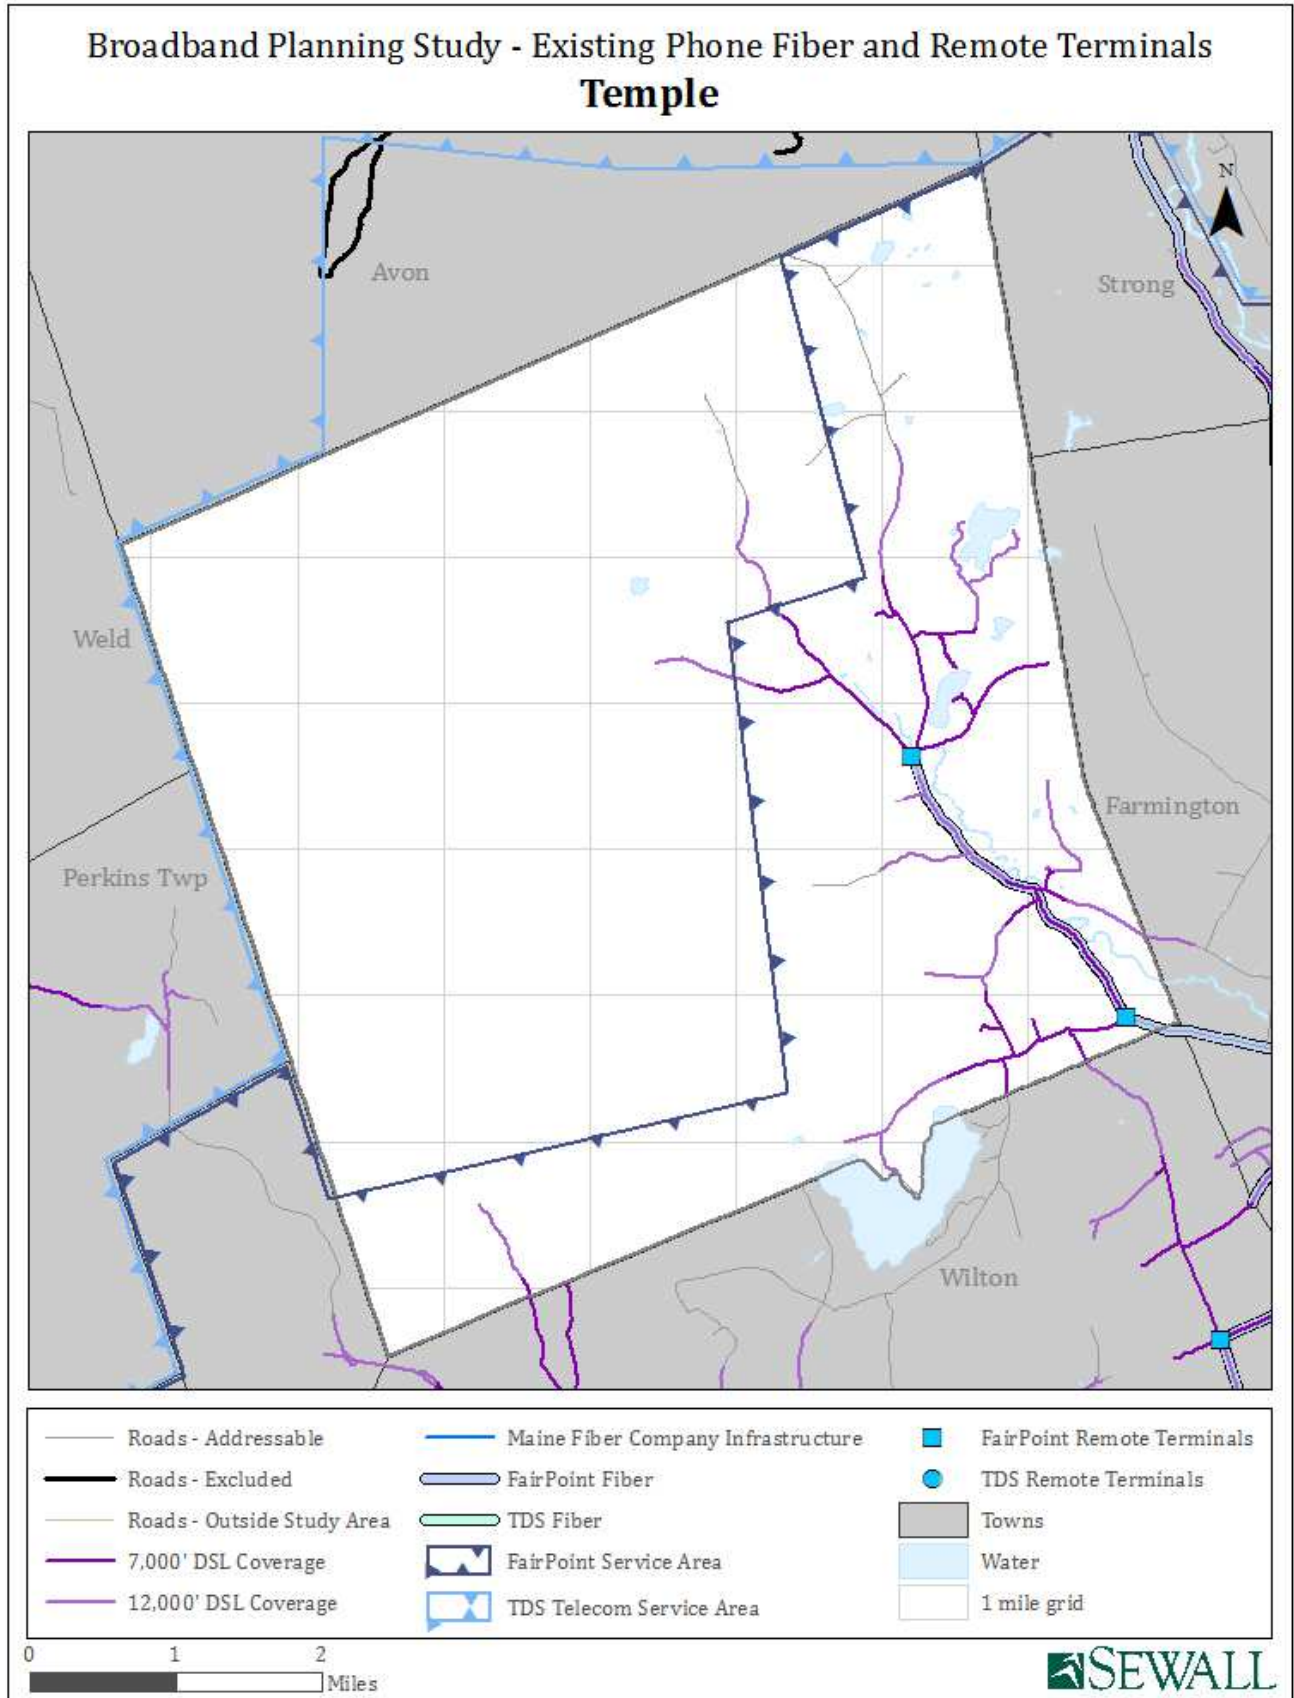 Broadband Planning Study - Existing Phone Fiber and Remote Terminals
Temple
N
Avon
Strong
Weld
Farmington
Perkins Twp
Wilton
Roads - Addressable
Roads - Excluded
Roads - Outside Study Area
7,000' DSL Coverage
12,000' DSL Coverage
Maine Fiber Company Infrastructure
FairPoint Fiber
TDS Fiber
FairPoint Service Area
TDS Telecom Service Area
FairPoint Remote Terminals
TDS Remote Terminals
Towns
Water
1 mile grid
0 1 2
Miles
SEWALL